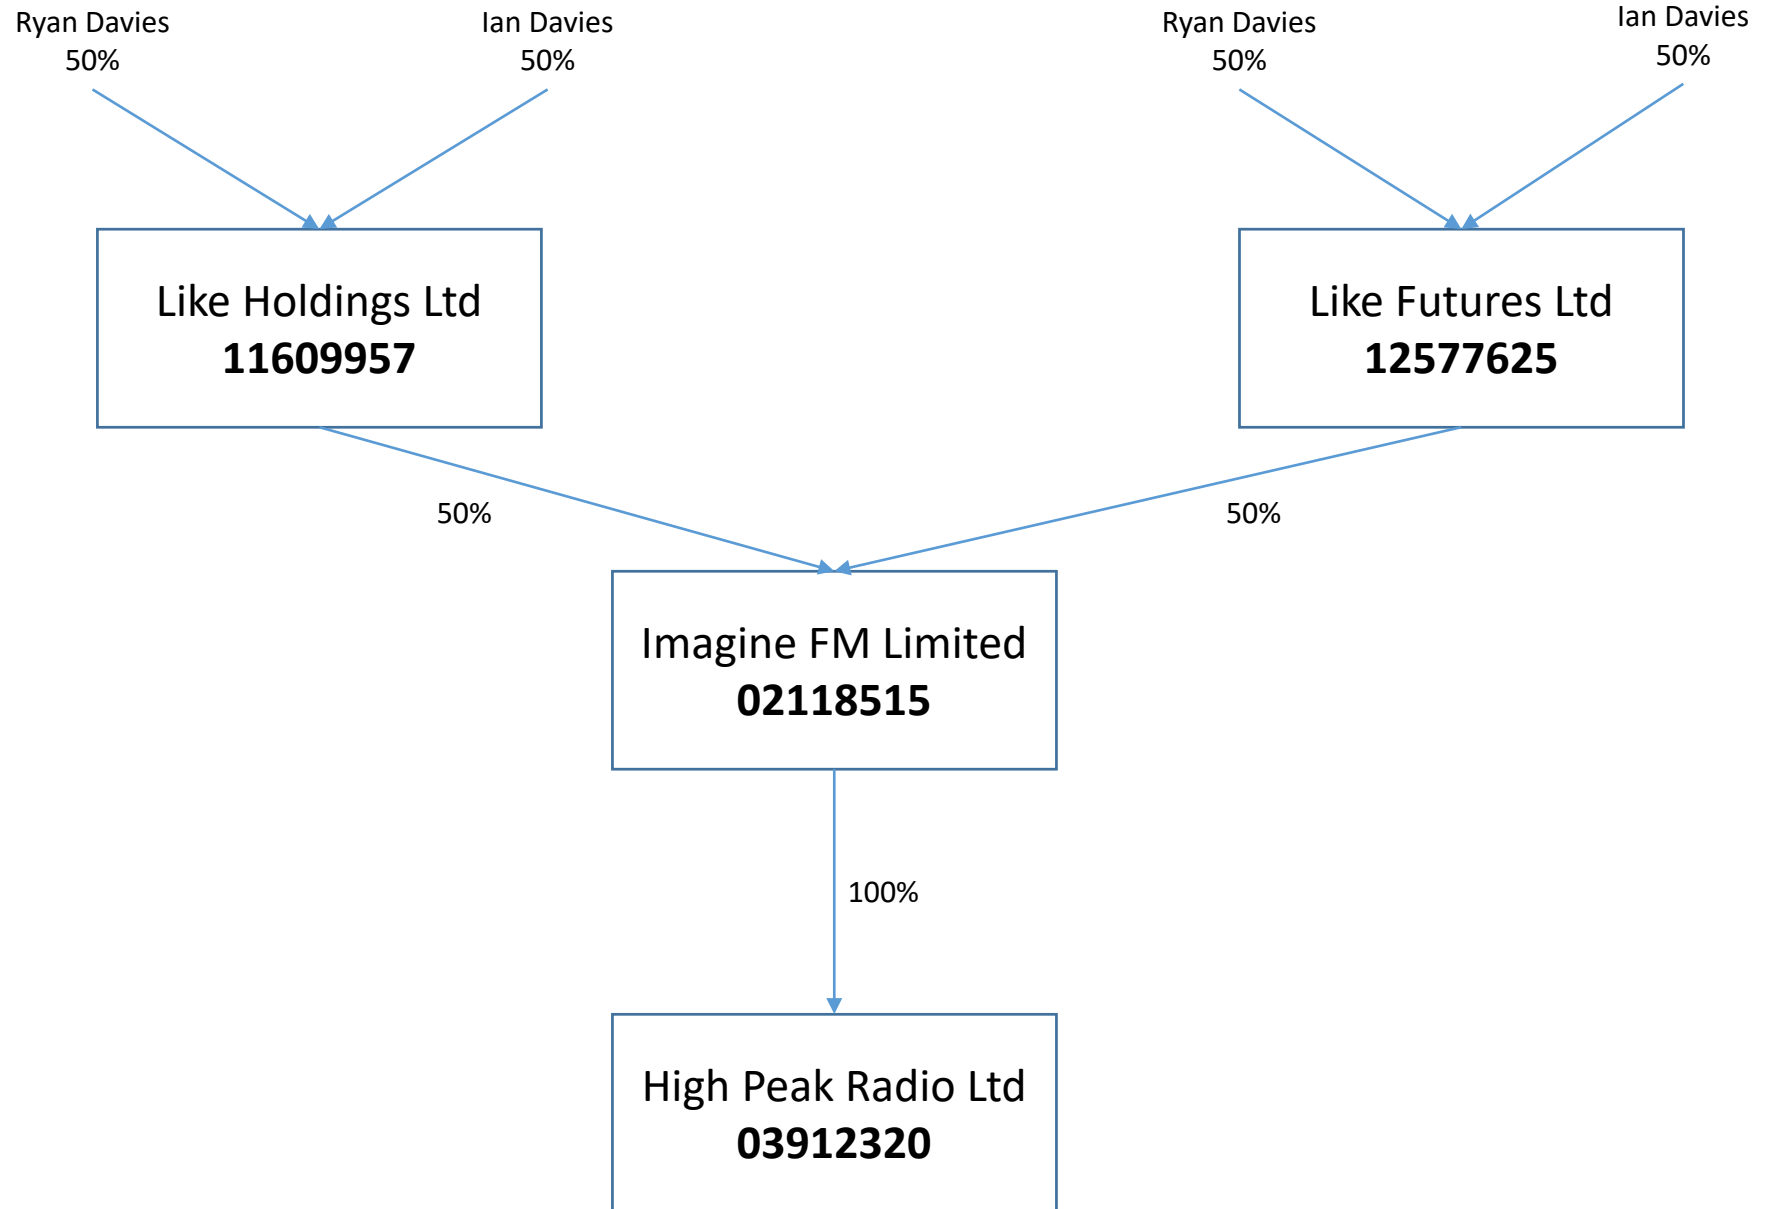 Ryan Davies
50%
Ian Davies
50%
Ryan Davies
50%
Ian Davies
50%
Like Holdings Ltd
11609957
Like Futures Ltd
12577625
50%
50%
Imagine FM Limited
02118515
100%
High Peak Radio Ltd
03912320